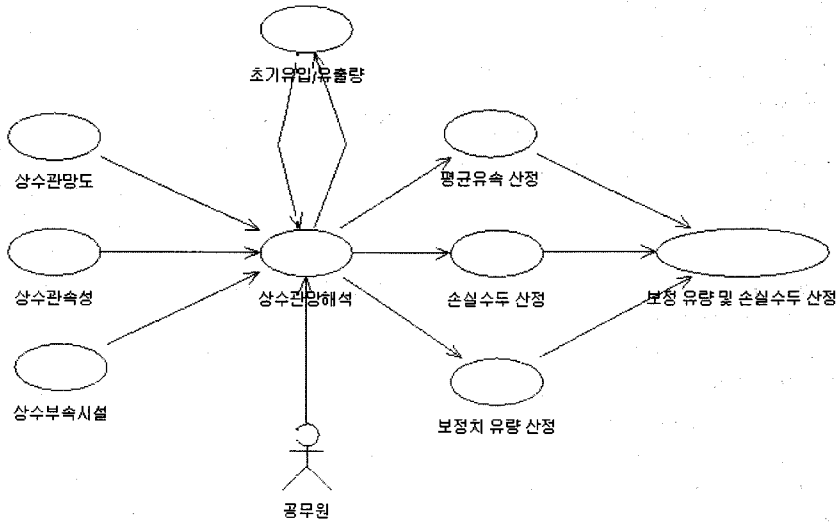 초기유입/유출량
상수관망도
평균유속 산정
상수관속성
상수관망해석
손실수두 산정
보정 유량 및 손실수두 산정
상수부속시설
보정치 유량 산정
공무원